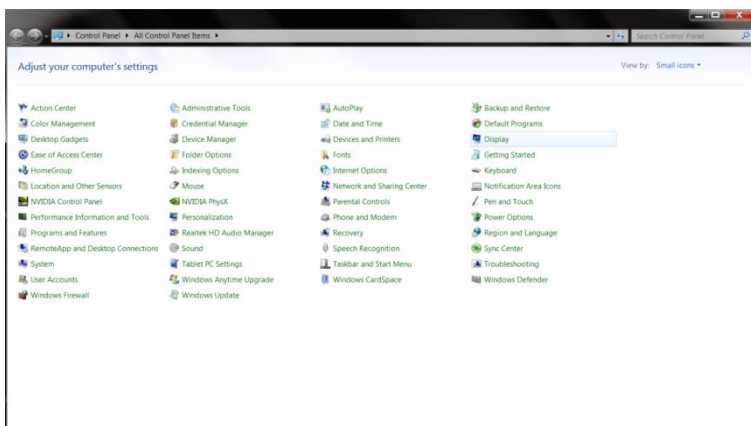 Control Panel ▸ All Control Panel Items ▸
Search Control Panel
Adjust your computer's settings
View by: Small icons
Action Center Administrative Tools AutoPlay Backup and Restore
Color Management Credential Manager Date and Time Default Programs
Desktop Gadgets Device Manager Devices and Printers Display
Ease of Access Center Folder Options Fonts Getting Started
HomeGroup Indexing Options Internet Options Keyboard
Location and Other Sensors Mouse Network and Sharing Center Notification Area Icons
NVIDIA Control Panel NVIDIA PhysX Parental Controls Pen and Touch
Performance Information and Tools Personalization Phone and Modem Power Options
Programs and Features Realtek HD Audio Manager Recovery Region and Language
RemoteApp and Desktop Connections Sound Speech Recognition Sync Center
System Tablet PC Settings Taskbar and Start Menu Troubleshooting
User Accounts Windows Anytime Upgrade Windows CardSpace Windows Defender
Windows Firewall Windows Update